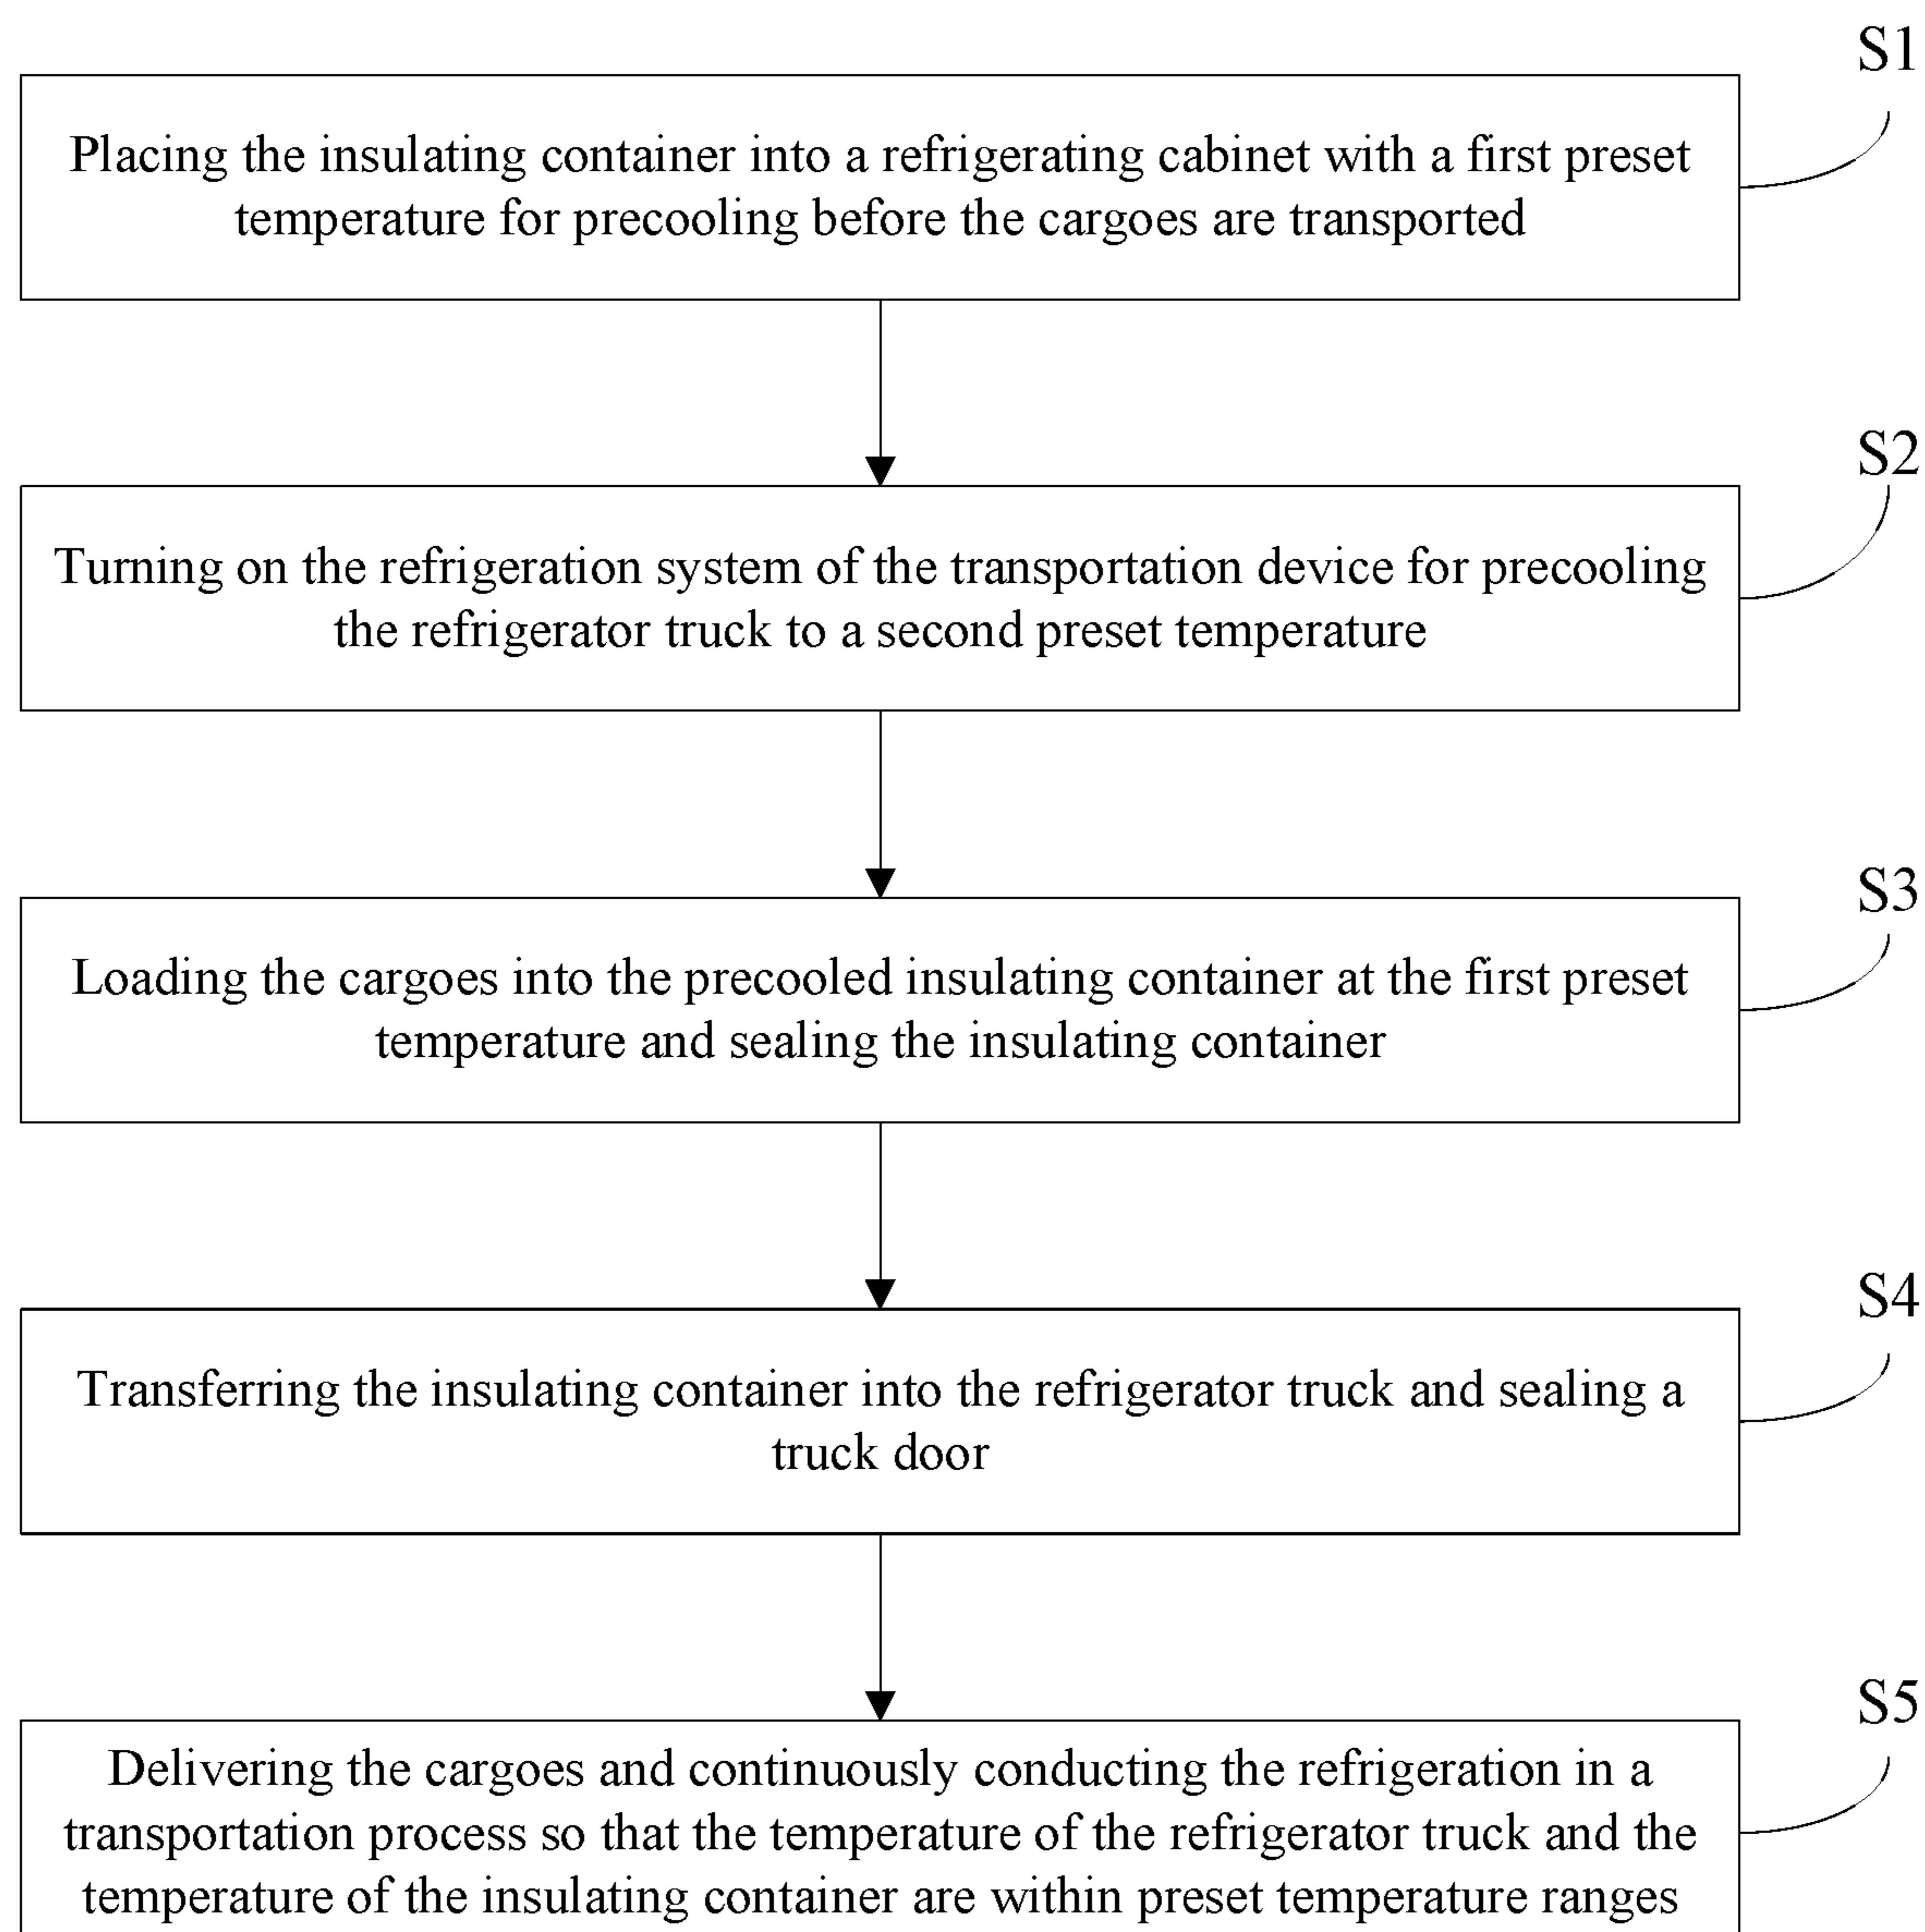 S1
Placing the insulating container into a refrigerating cabinet with a first preset
temperature for precooling before the cargoes are transported
S2
Turning on the refrigeration system of the transportation device for precooling
the refrigerator truck to a second preset temperature
S3
Loading the cargoes into the precooled insulating container at the first preset
temperature and sealing the insulating container
S4
Transferring the insulating container into the refrigerator truck and sealing a
truck door
S5
Delivering the cargoes and continuously conducting the refrigeration in a
transportation process so that the temperature of the refrigerator truck and the
temperature of the insulating container are within preset temperature ranges